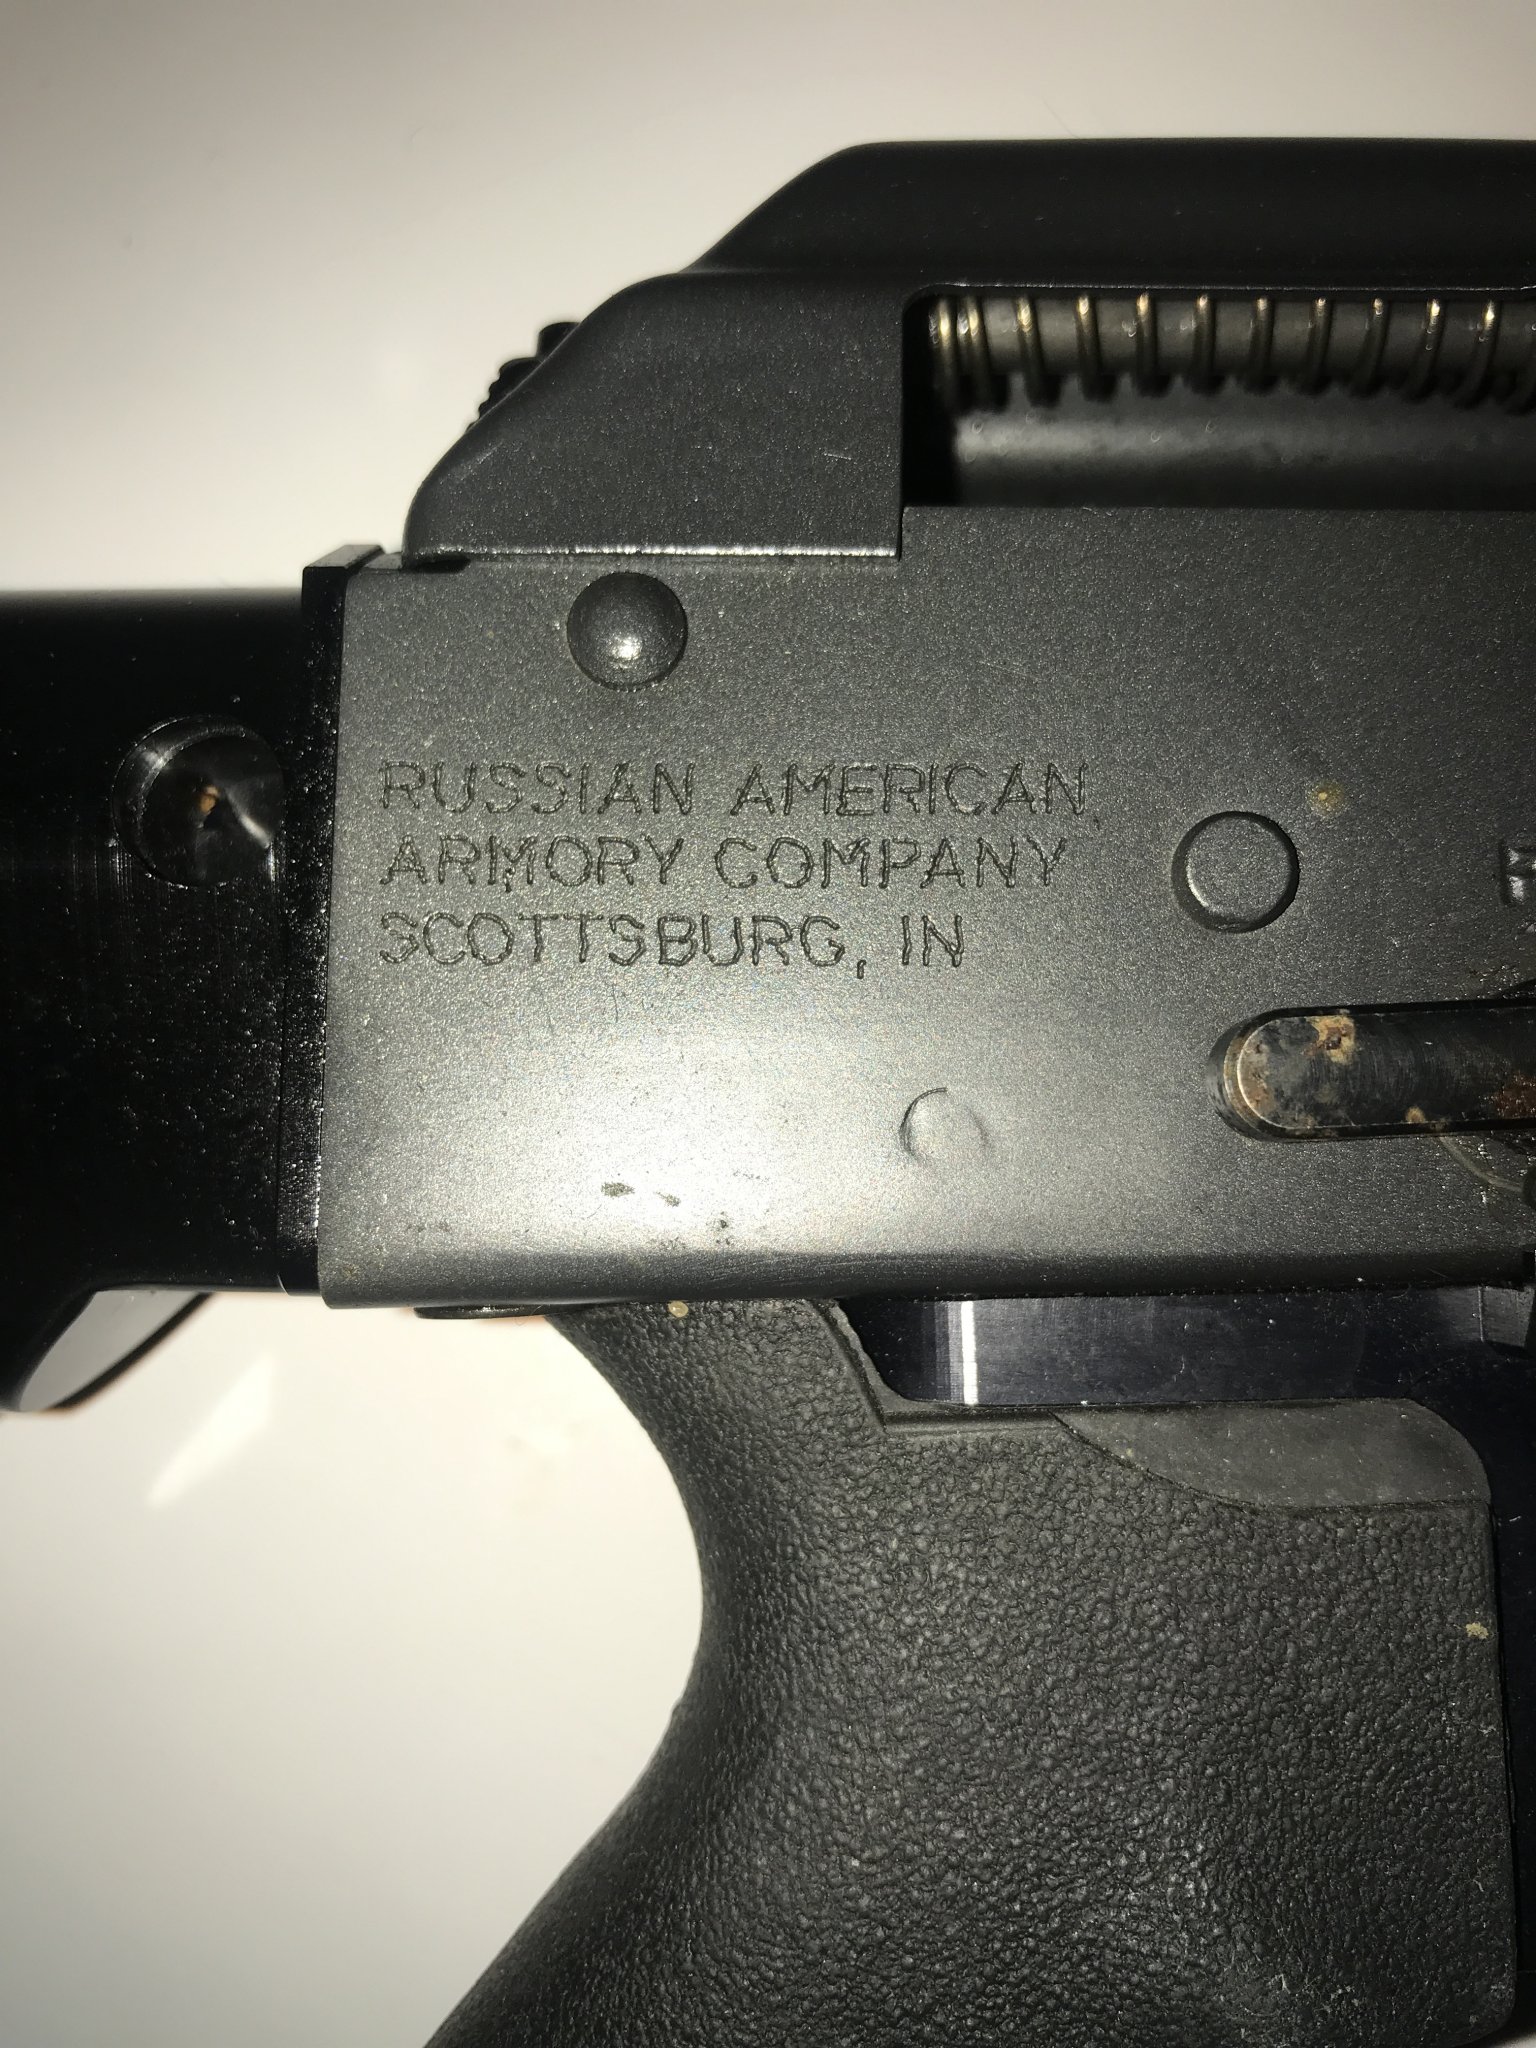 RUSSIAN AMERICAN
ARMORY COMPANY
SCOTTSBURG, IN